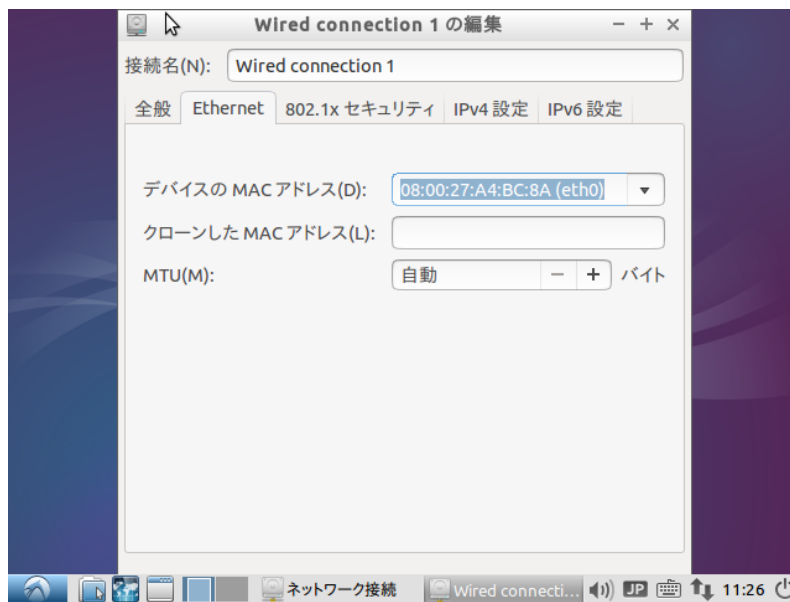 Wired connection 1 の編集
接続名(N): Wired connection 1
全般 Ethernet 802.1x セキュリティ IPv4 設定 IPv6 設定
デバイスの MAC アドレス(D): 08:00:27:A4:BC:8A (eth0)
クローンした MAC アドレス(L):
MTU(M): 自動 − + バイト
ネットワーク接続 Wired connecti... JP 11:26